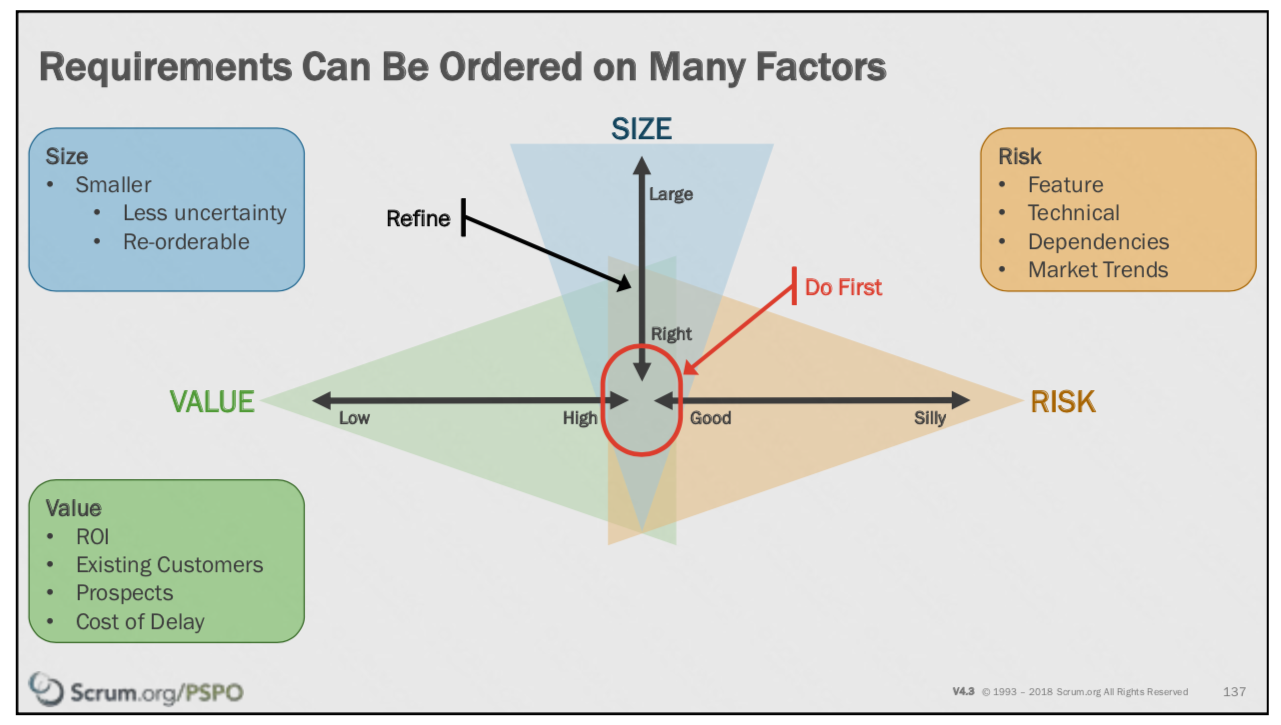 Requirements Can Be Ordered on Many Factors
SIZE
Size
• Smaller
• Less uncertainty
• Re-orderable
Risk
• Feature
• Technical
• Dependencies
• Market Trends
Large
Refine
Do First
Right
VALUE
RISK
Low
High
Good
Silly
Value
• ROI
• Existing Customers
• Prospects
• Cost of Delay
Scrum.org/PSPO
V4.3 © 1993 – 2018 Scrum.org All Rights Reserved
137